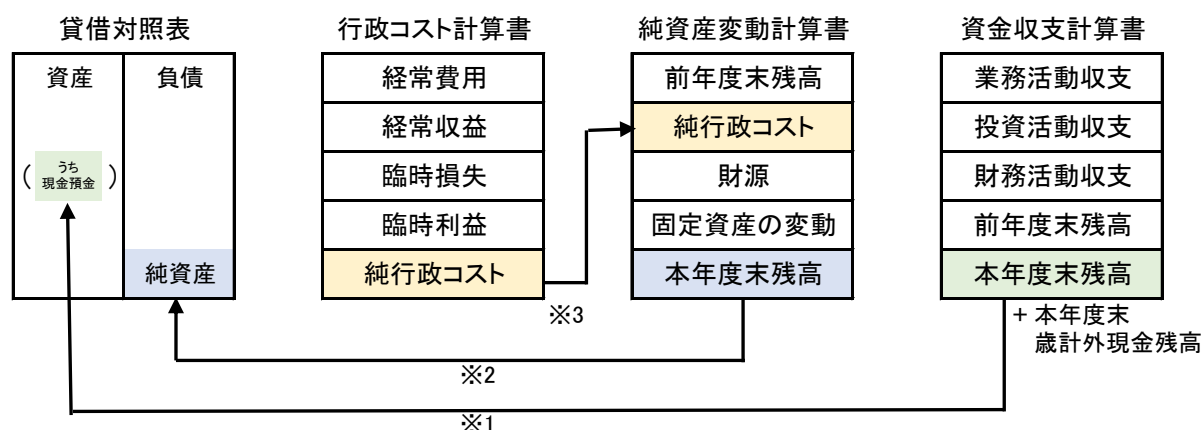 貸借対照表
資産
負債
(うち
現金預金)
純資産
行政コスト計算書
経常費用
経常収益
臨時損失
臨時利益
純行政コスト
純資産変動計算書
前年度末残高
純行政コスト
財源
固定資産の変動
本年度末残高
資金収支計算書
業務活動収支
投資活動収支
財務活動収支
前年度末残高
本年度末残高
+ 本年度末
歳計外現金残高
※3
※2
※1